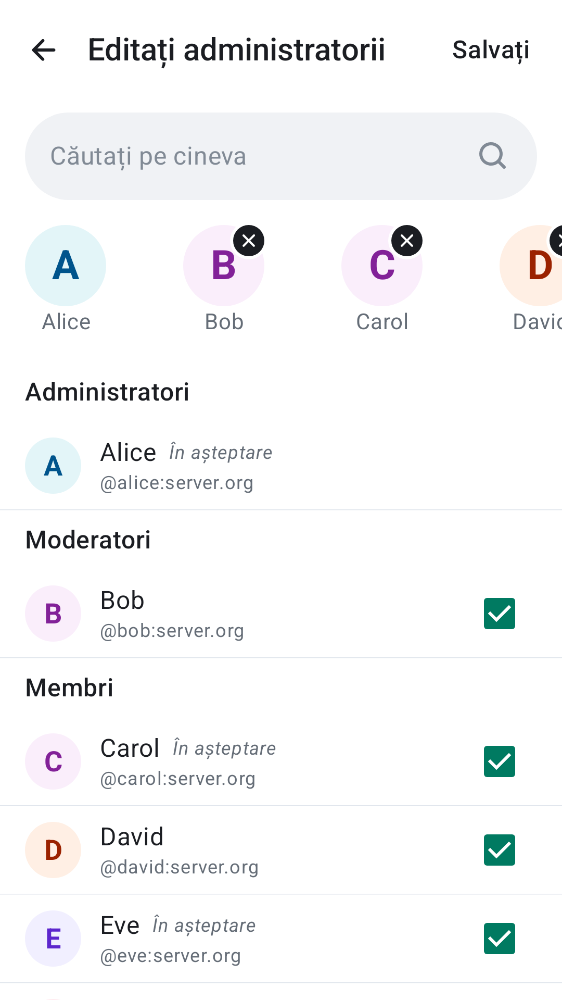 Editați administratorii
Salvați
Căutați pe cineva
A
B
C
D
Alice
Bob
Carol
Administratori
A
Alice În așteptare
@alice:server.org
Moderatori
B
Bob
@bob:server.org
Membri
C
Carol În așteptare
@carol:server.org
D
David
@david:server.org
E
Eve În așteptare
@eve:server.org